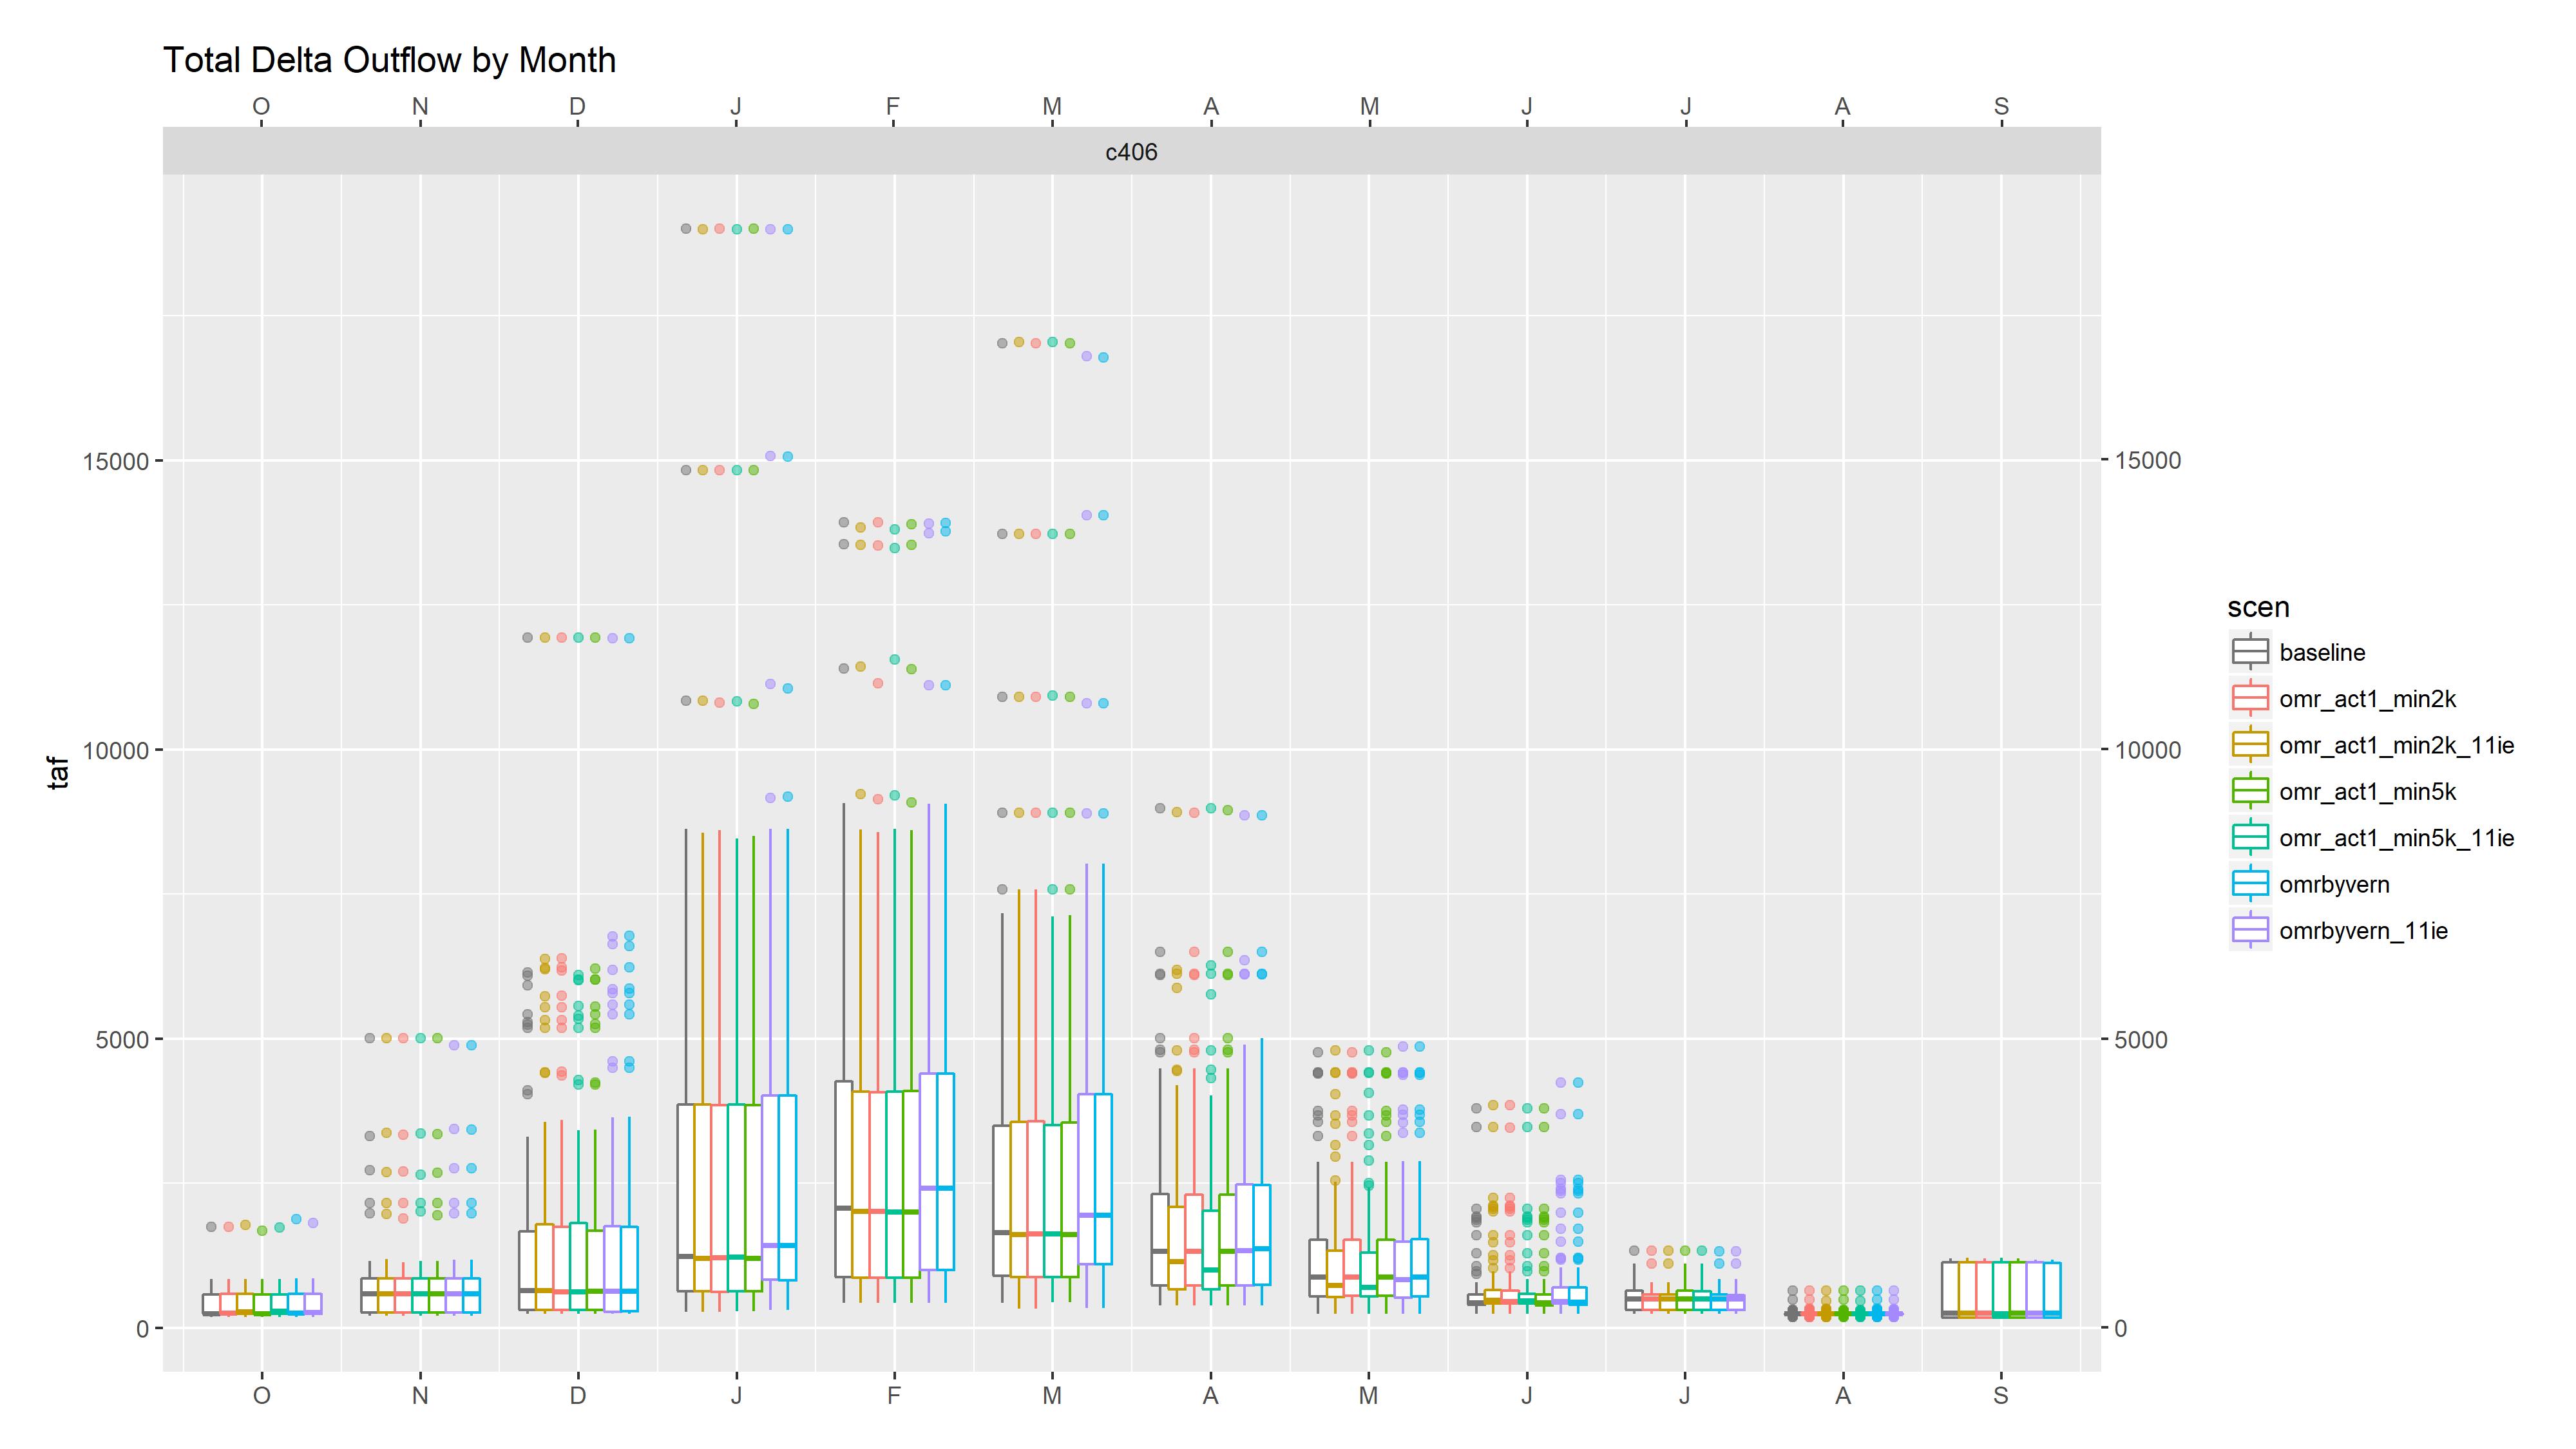 Total Delta Outflow by Month
O N D J F M A M J J A S
c406
15000 15000
10000 10000
taf
5000 5000
0 0
O N D J F M A M J J A S
scen
baseline
omr_act1_min2k
omr_act1_min2k_11ie
omr_act1_min5k
omr_act1_min5k_11ie
omrbyvern
omrbyvern_11ie